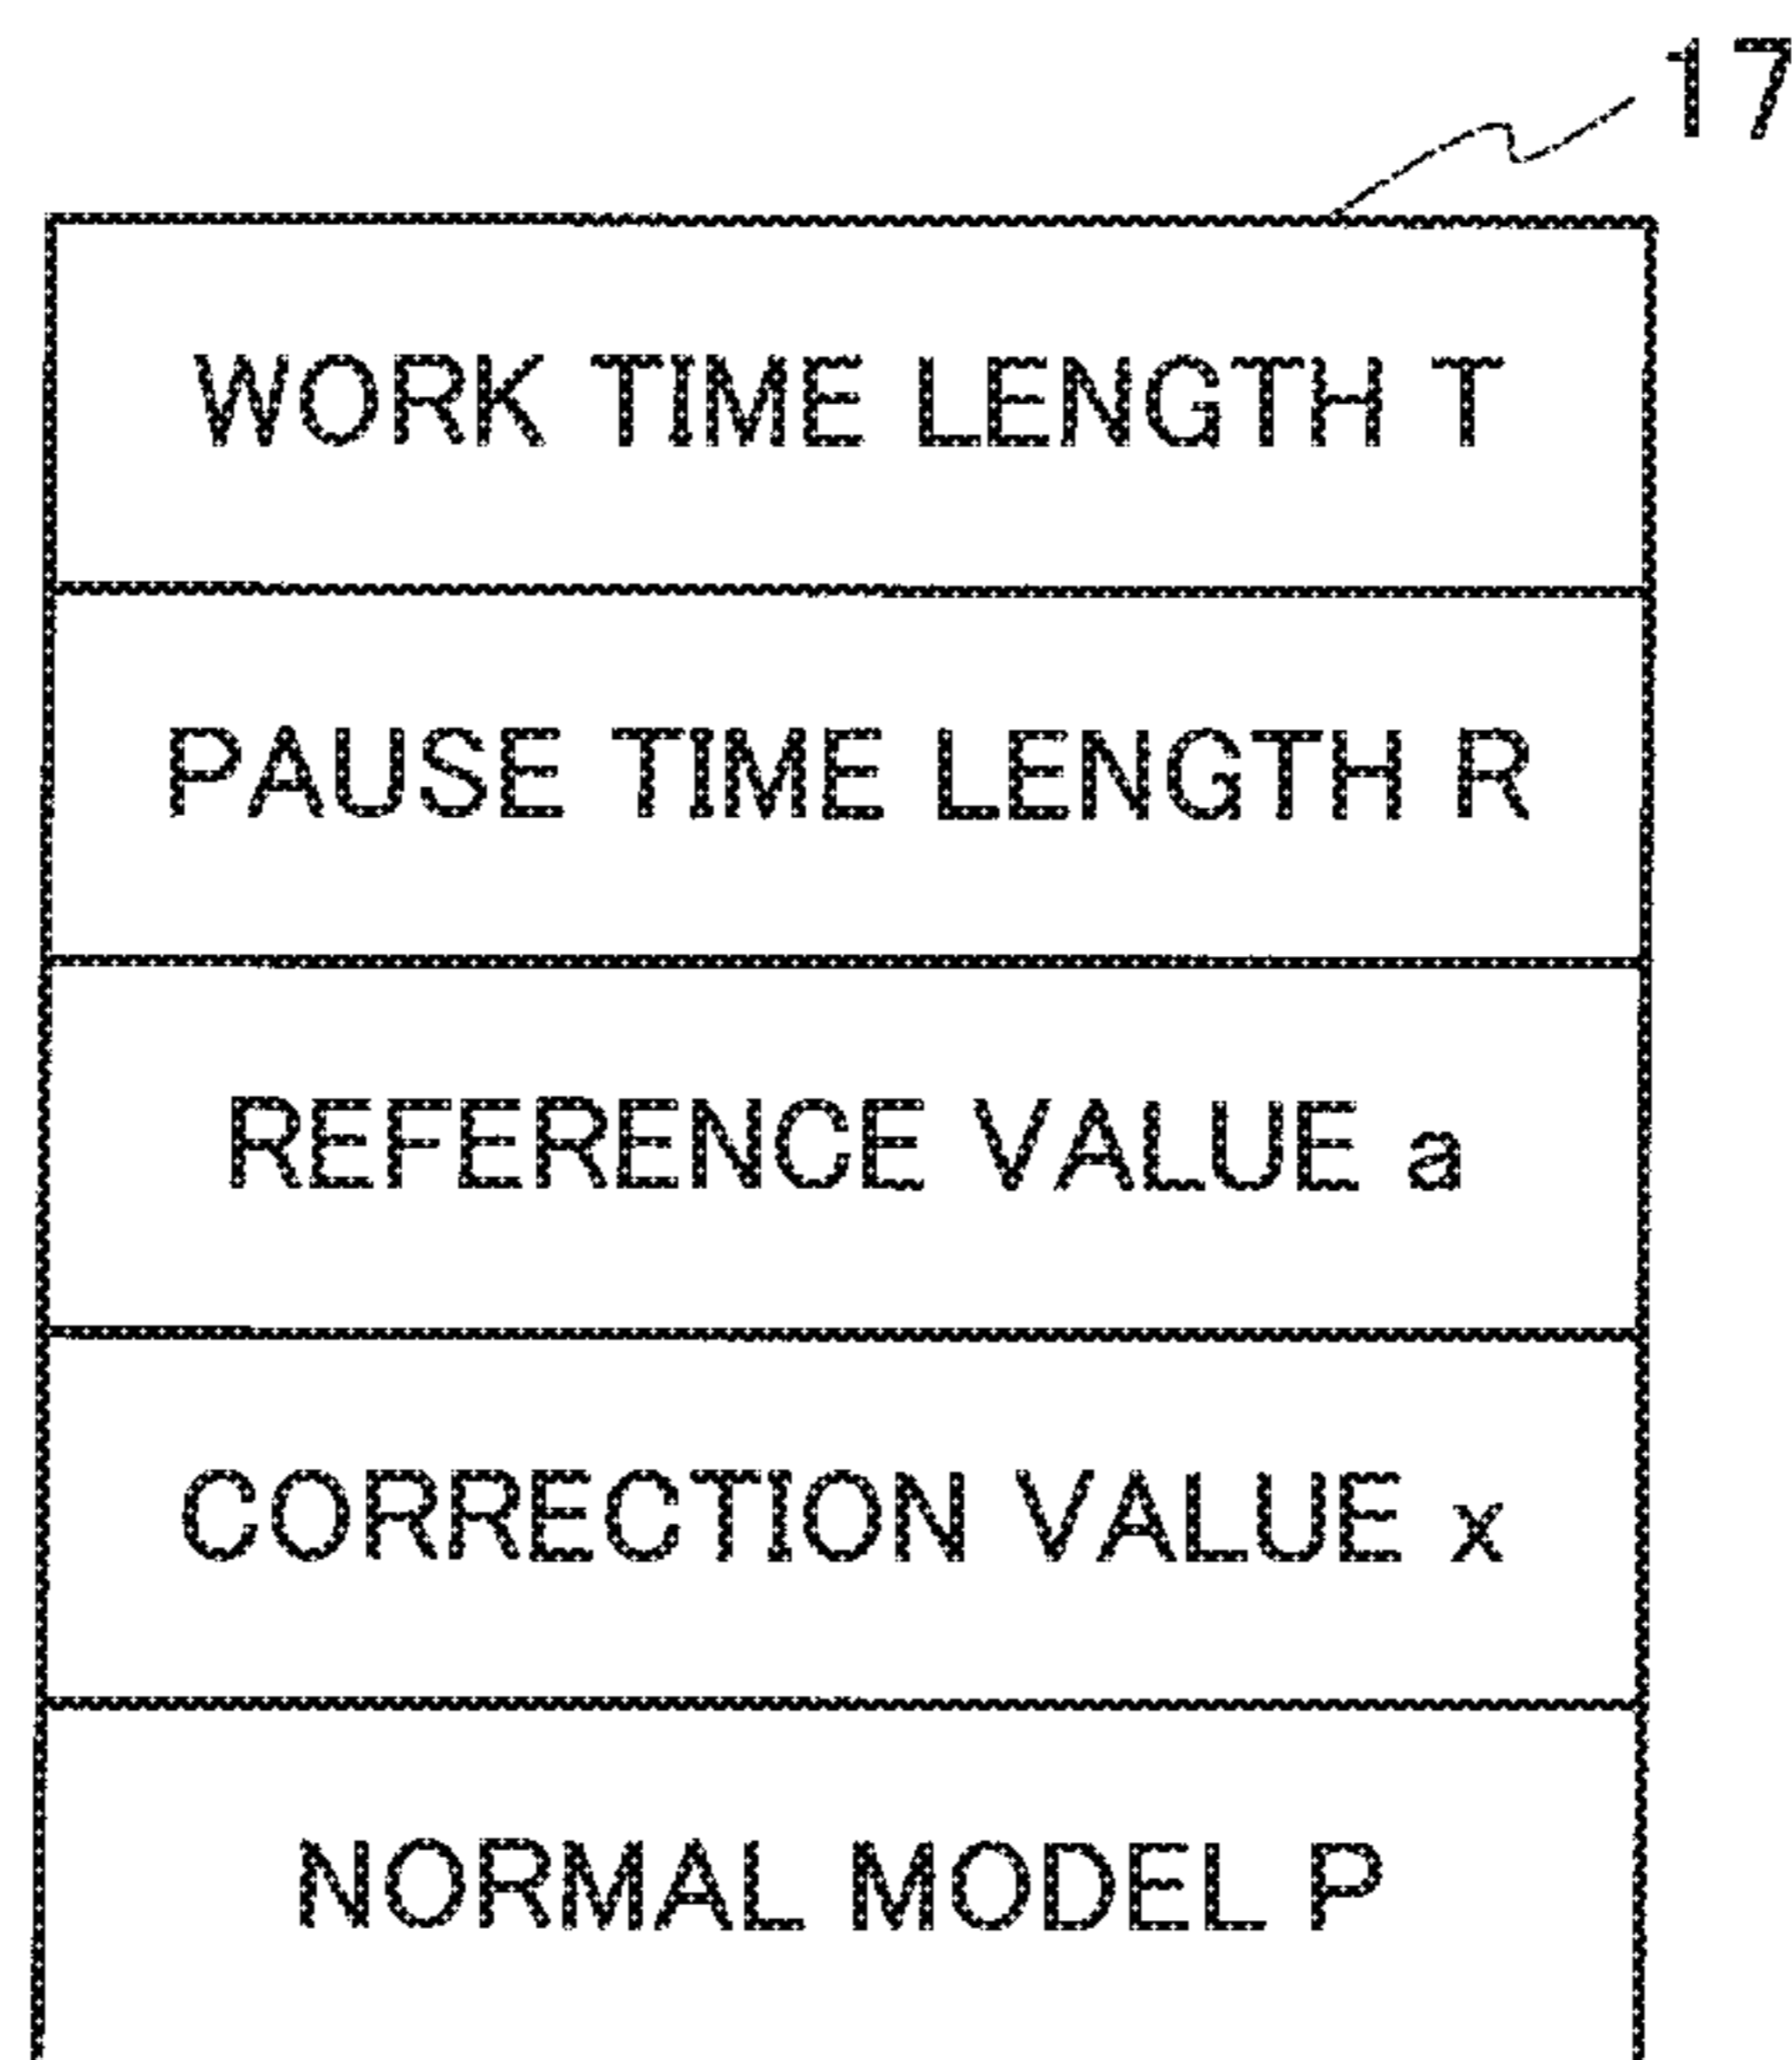 17
WORK TIME LENGTH T
PAUSE TIME LENGTH R
REFERENCE VALUE a
CORRECTION VALUE x
NORMAL MODEL P